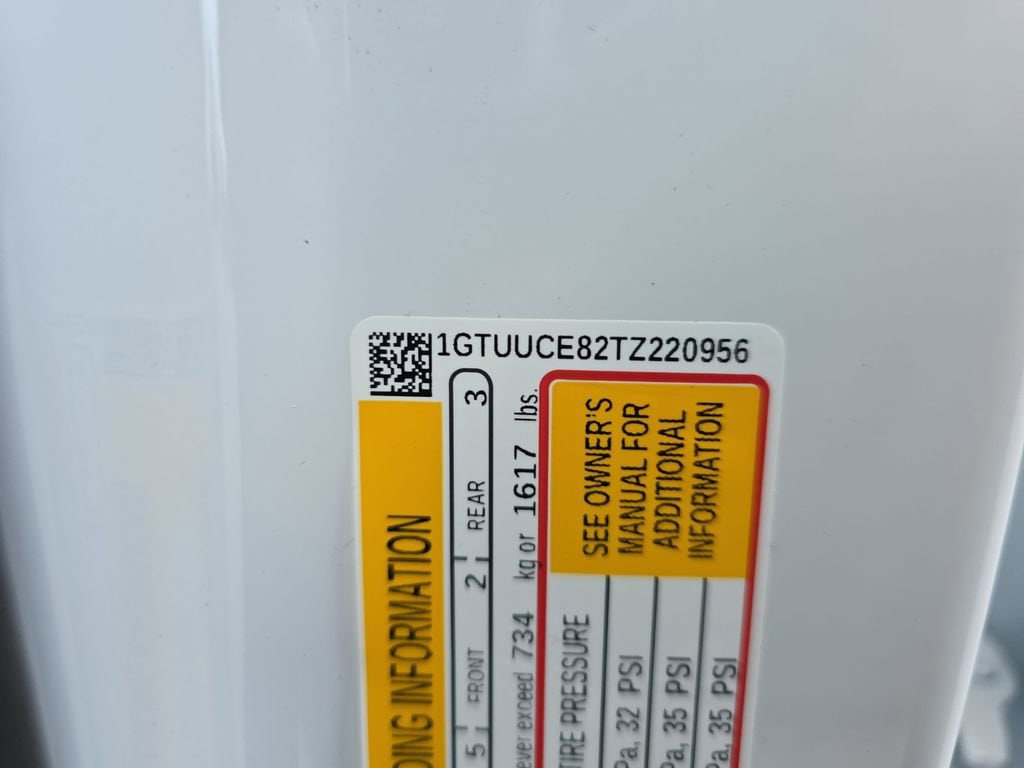 1GTUUCE82TZ220956
DING INFORMATION
5 FRONT 2 REAR 3
ever exceed 734 kg or 1617 lbs.
TIRE PRESSURE
SEE OWNER'S
MANUAL FOR
ADDITIONAL
INFORMATION
Pa, 32 PSI
Pa, 35 PSI
Pa, 35 PSI